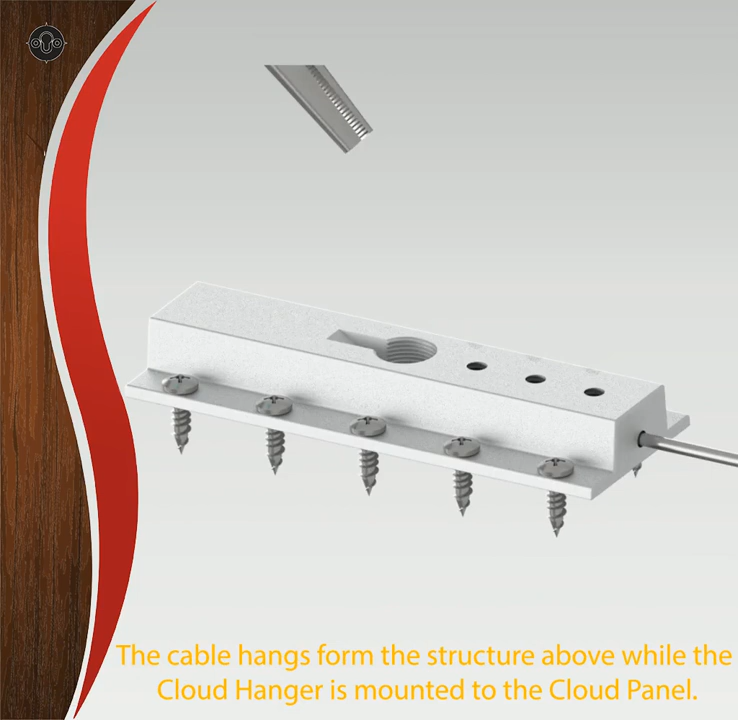 The cable hangs form the structure above while the
Cloud Hanger is mounted to the Cloud Panel.